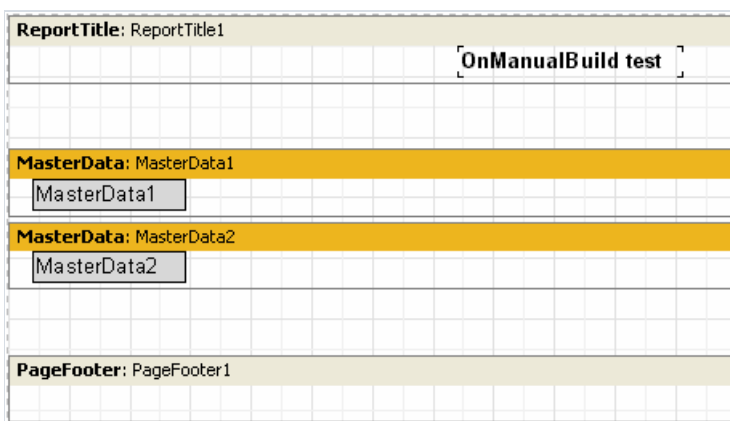 ReportTitle: ReportTitle1
OnManualBuild test
MasterData: MasterData1
MasterData1
MasterData: MasterData2
MasterData2
PageFooter: PageFooter1